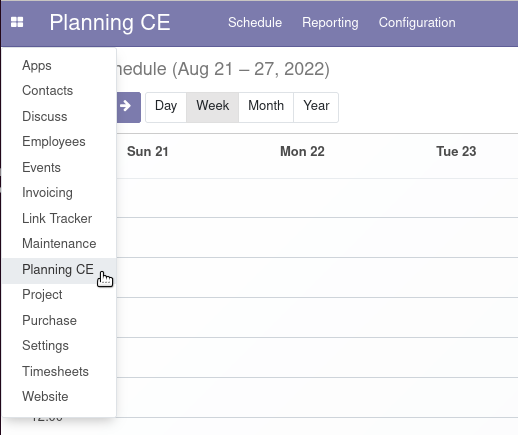 Planning CE
Schedule Reporting Configuration
Apps
Contacts
Discuss
Employees
Events
Invoicing
Link Tracker
Maintenance
Planning CE
Project
Purchase
Settings
Timesheets
Website
hedule (Aug 21 – 27, 2022)
Day Week Month Year
Sun 21 Mon 22 Tue 23